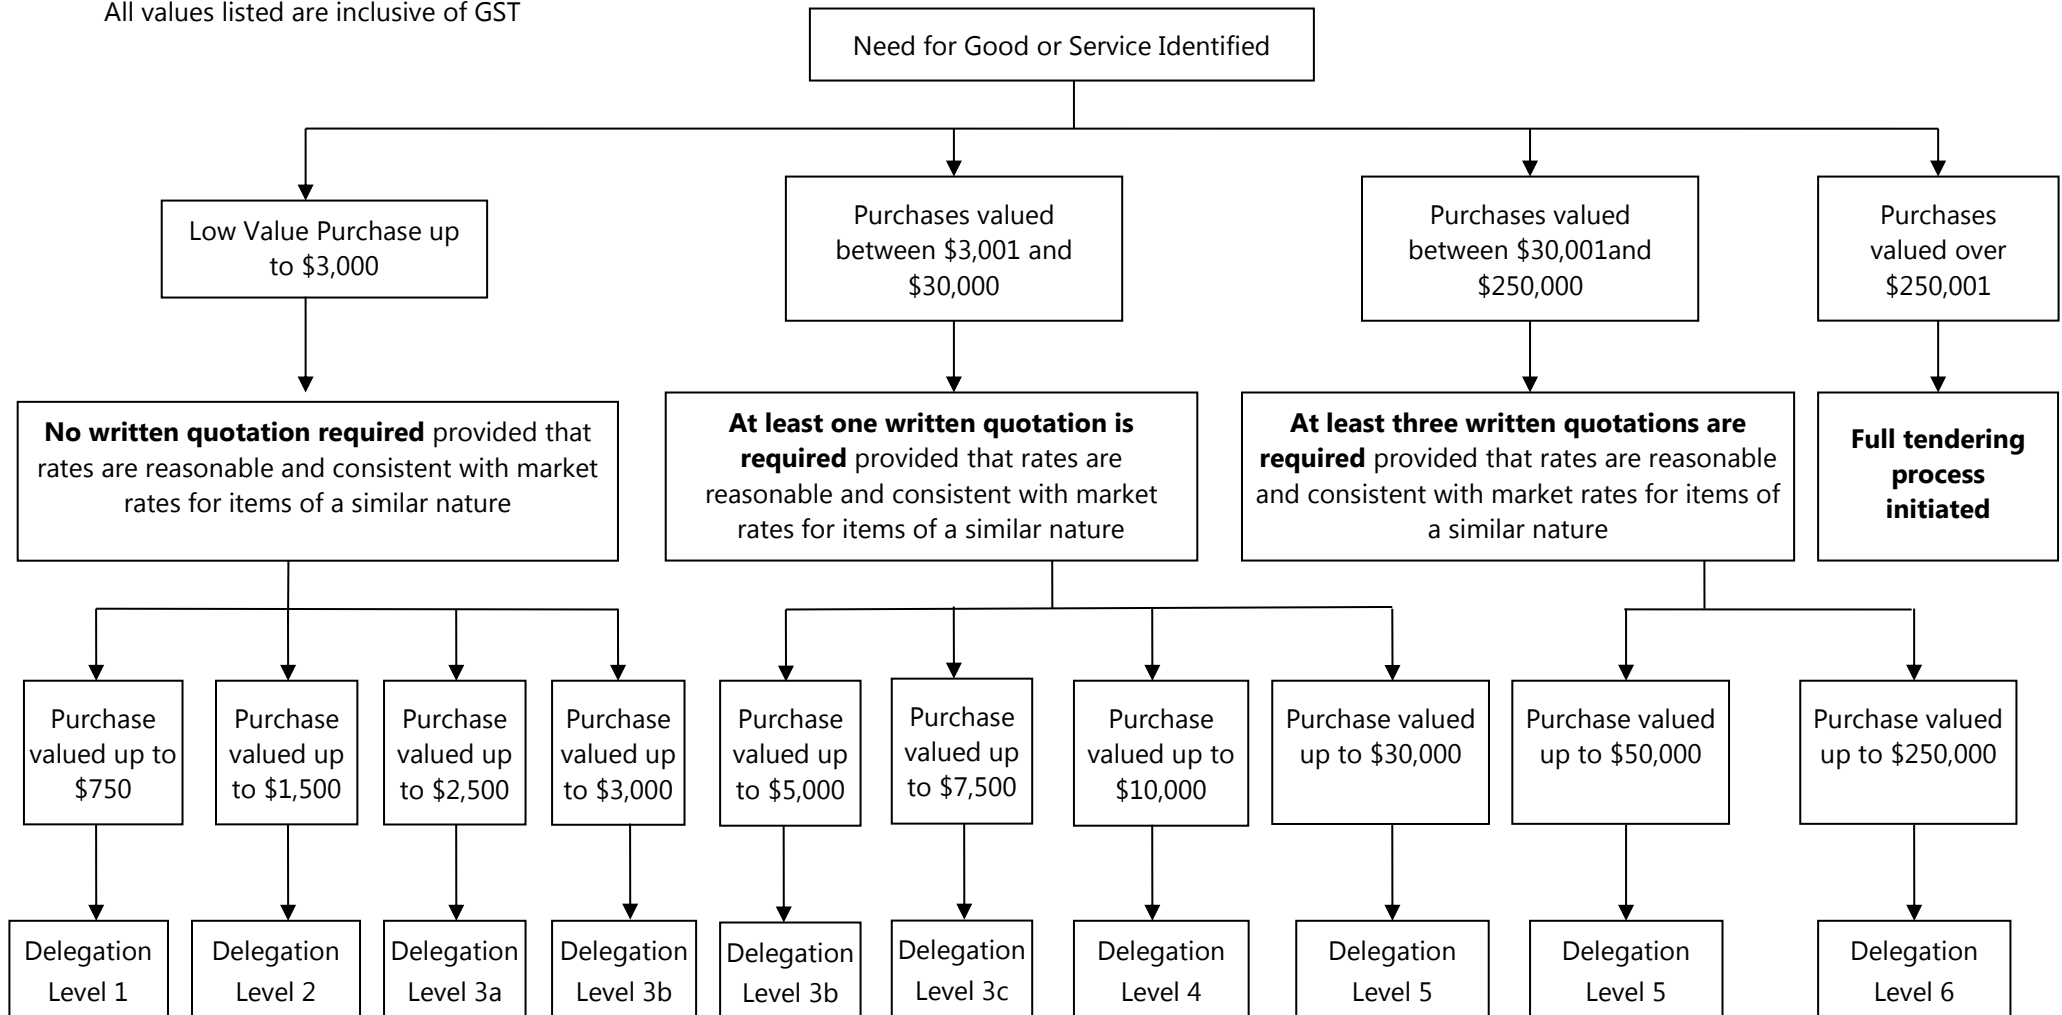 All values listed are inclusive of GST
Need for Good or Service Identified
Low Value Purchase up
to $3,000
Purchases valued
between $3,001 and
$30,000
Purchases valued
between $30,001and
$250,000
Purchases
valued over
$250,001
No written quotation required provided that
rates are reasonable and consistent with market
rates for items of a similar nature
At least one written quotation is
required provided that rates are
reasonable and consistent with market
rates for items of a similar nature
At least three written quotations are
required provided that rates are reasonable
and consistent with market rates for items of
a similar nature
Full tendering
process
initiated
Purchase
valued up to
$750
Purchase
valued up
to $1,500
Purchase
valued up
to $2,500
Purchase
valued up
to $3,000
Purchase
valued up
to $5,000
Purchase
valued up
to $7,500
Purchase
valued up to
$10,000
Purchase valued
up to $30,000
Purchase valued
up to $50,000
Purchase valued
up to $250,000
Delegation
Level 1
Delegation
Level 2
Delegation
Level 3a
Delegation
Level 3b
Delegation
Level 3b
Delegation
Level 3c
Delegation
Level 4
Delegation
Level 5
Delegation
Level 5
Delegation
Level 6